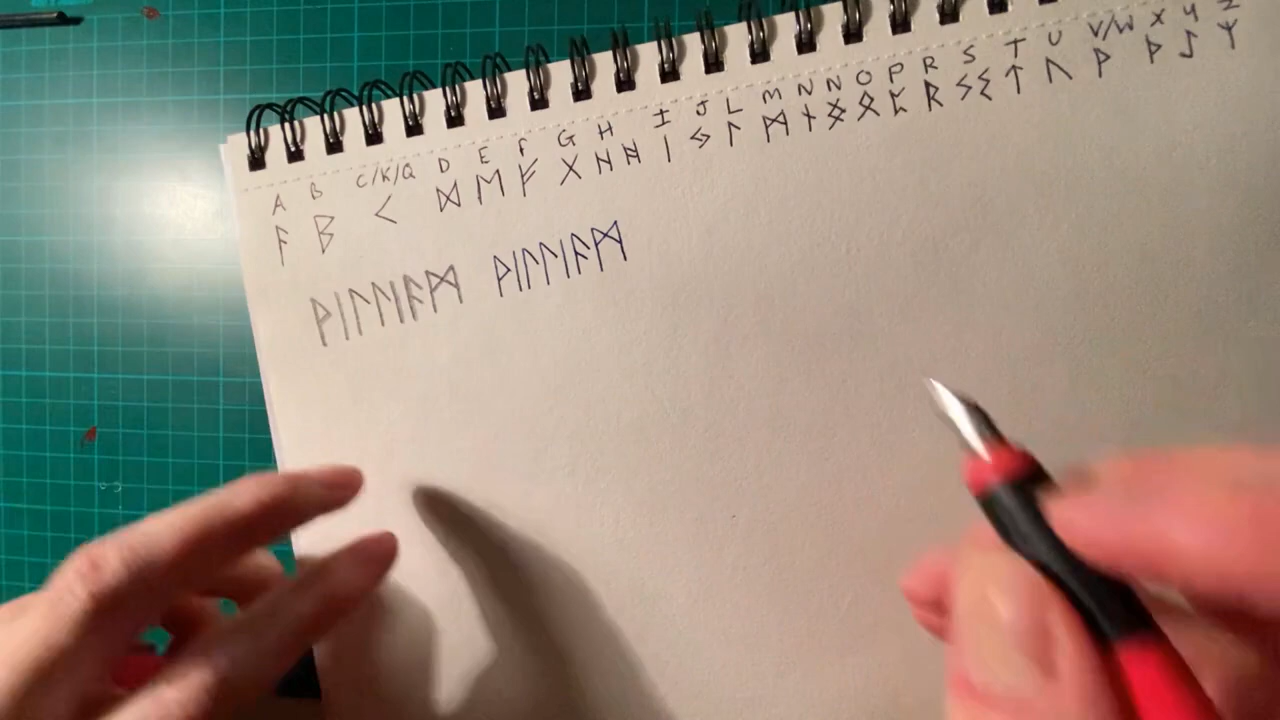 A B C/K/Q D E F G H I J L M N N O P R S T U V/W X Y Z
ᚨ ᛒ ᚲ ᛞ ᛖ ᚠ ᚷ ᚺ ᚻ ᛁ ᛃ ᛚ ᛗ ᚾ ᛝ ᛟ ᛈ ᚱ ᛊ ᛊ ᛏ ᚢ ᚹ ᚦ ᛇ ᛉ
ᚹᛁᛚᛚᛁᚨᛗ ᚹᛁᛚᛚᛁᚨᛗ